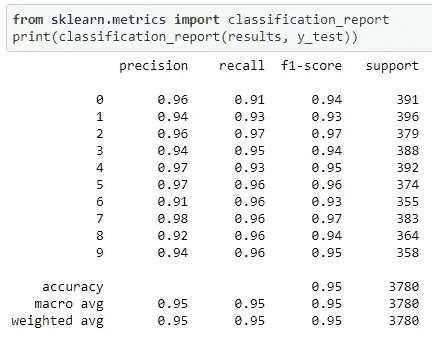 from sklearn.metrics import classification_report
print(classification_report(results, y_test))
precision recall f1-score support
0 0.96 0.91 0.94 391
1 0.94 0.93 0.93 396
2 0.96 0.97 0.97 379
3 0.94 0.95 0.94 388
4 0.97 0.93 0.95 392
5 0.97 0.96 0.96 374
6 0.91 0.96 0.93 355
7 0.98 0.96 0.97 383
8 0.92 0.96 0.94 364
9 0.94 0.96 0.95 358
accuracy 0.95 3780
macro avg 0.95 0.95 0.95 3780
weighted avg 0.95 0.95 0.95 3780